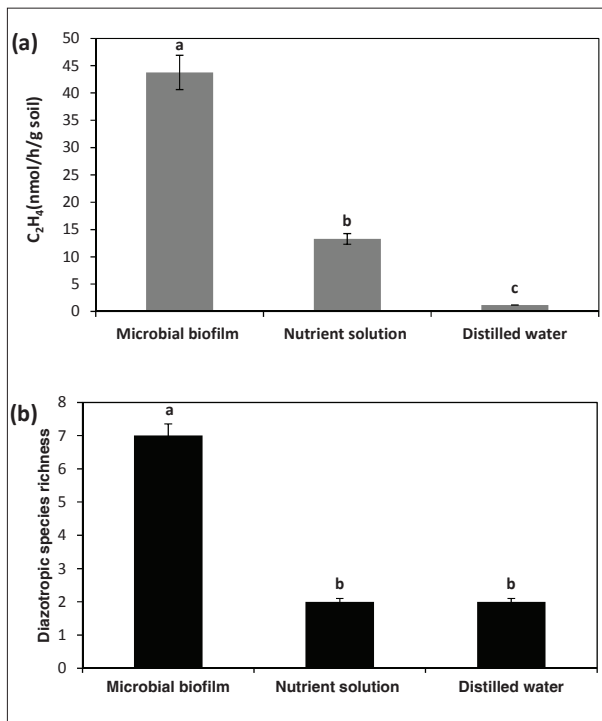 (a)
C₂H₄(nmol/h/g soil)
50
45
40
35
30
25
20
15
10
5
0
a
b
c
Microbial biofilm
Nutrient solution
Distilled water
(b)
Diazotropic species richness
8
7
6
5
4
3
2
1
0
a
b
b
Microbial biofilm
Nutrient solution
Distilled water